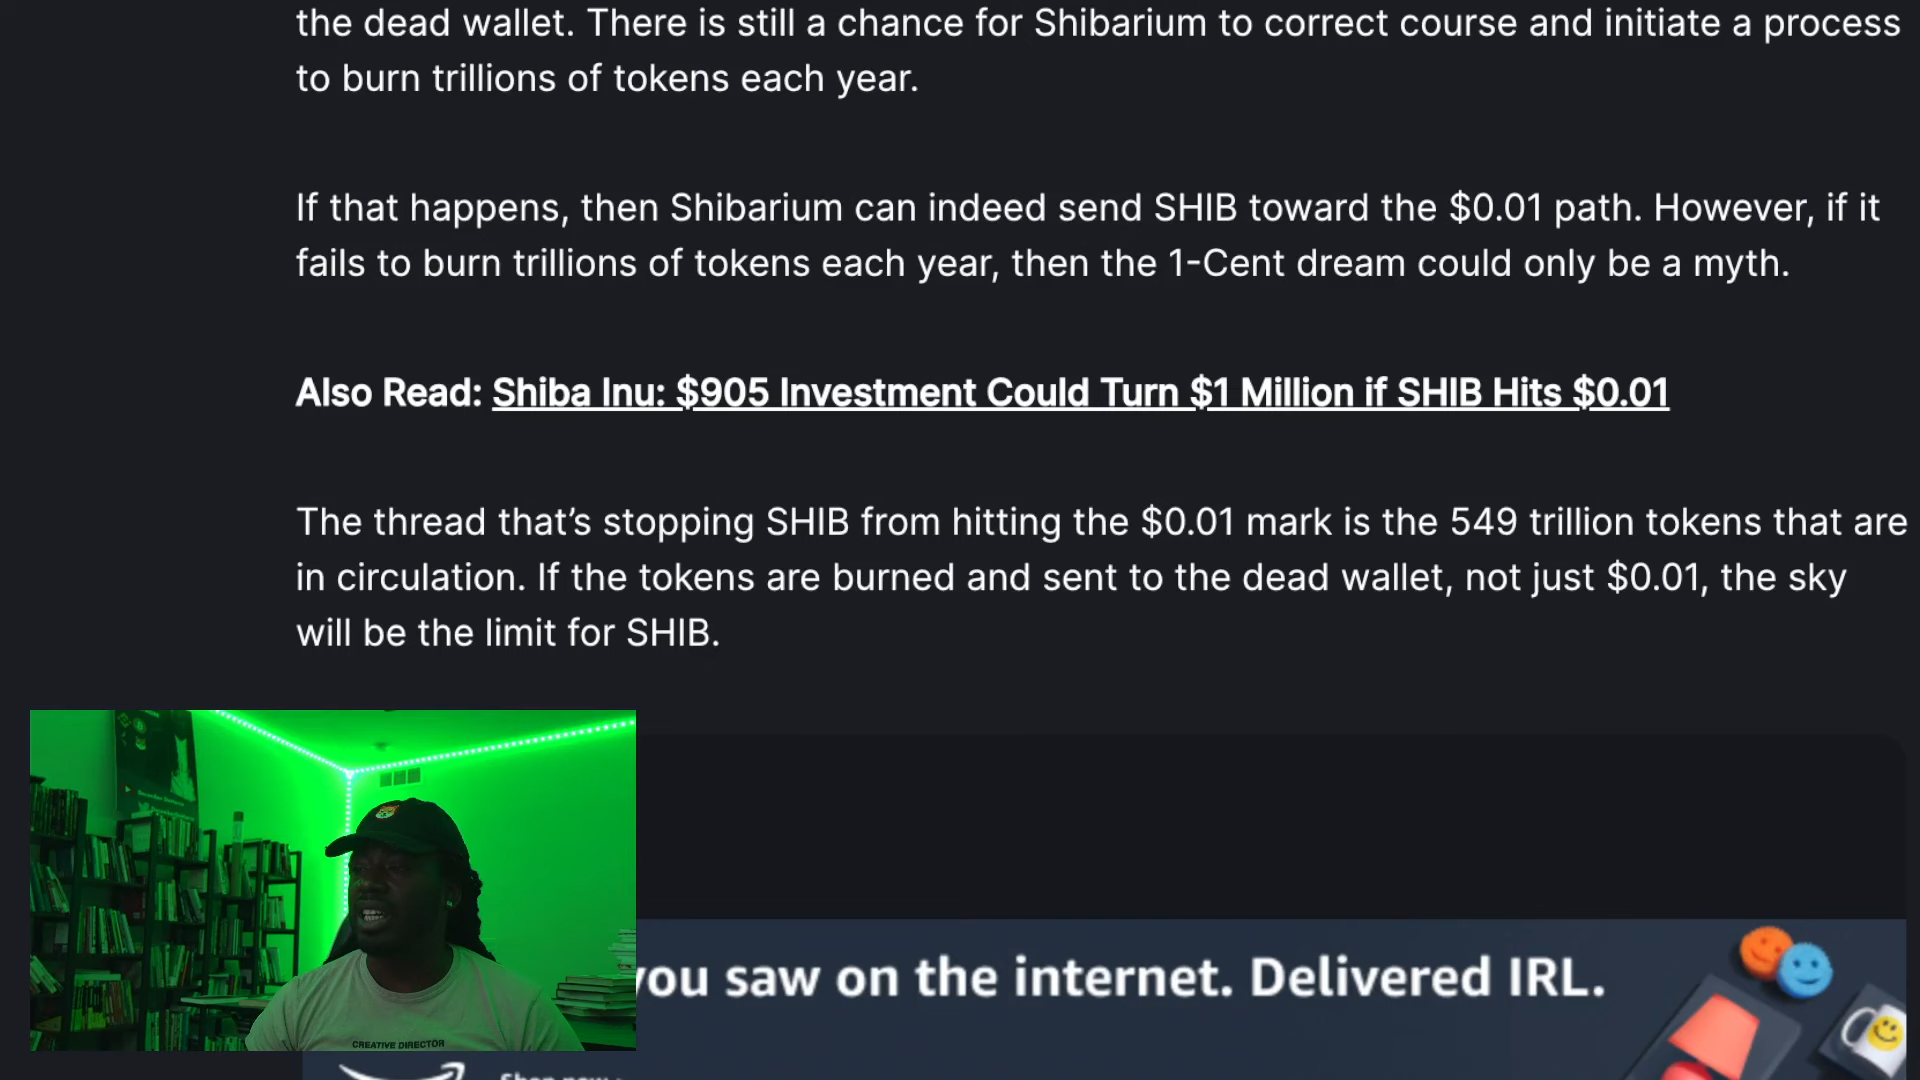 the dead wallet. There is still a chance for Shibarium to correct course and initiate a process
to burn trillions of tokens each year.
If that happens, then Shibarium can indeed send SHIB toward the $0.01 path. However, if it
fails to burn trillions of tokens each year, then the 1-Cent dream could only be a myth.
Also Read: Shiba Inu: $905 Investment Could Turn $1 Million if SHIB Hits $0.01
The thread that’s stopping SHIB from hitting the $0.01 mark is the 549 trillion tokens that are
in circulation. If the tokens are burned and sent to the dead wallet, not just $0.01, the sky
will be the limit for SHIB.
you saw on the internet. Delivered IRL.
CREATIVE DIRECTOR
Shop now